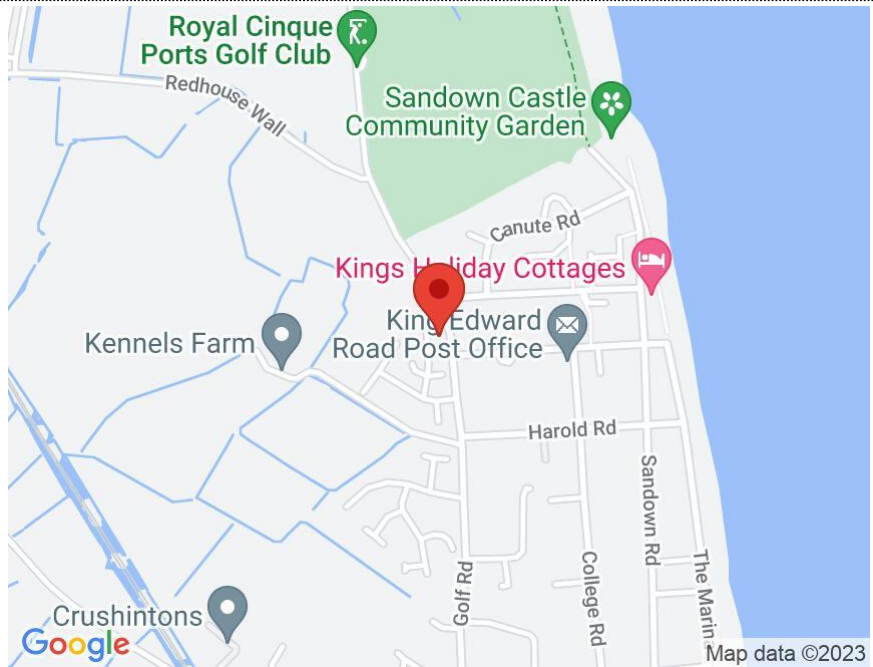 Royal Cinque
Ports Golf Club
Redhouse Wall
Sandown Castle
Community Garden
Canute Rd
Kings Holiday Cottages
King Edward
Road Post Office
Kennels Farm
Harold Rd
Sandown Rd
Golf Rd
College Rd
The Marina
Crushintons
Google
Map data ©2023